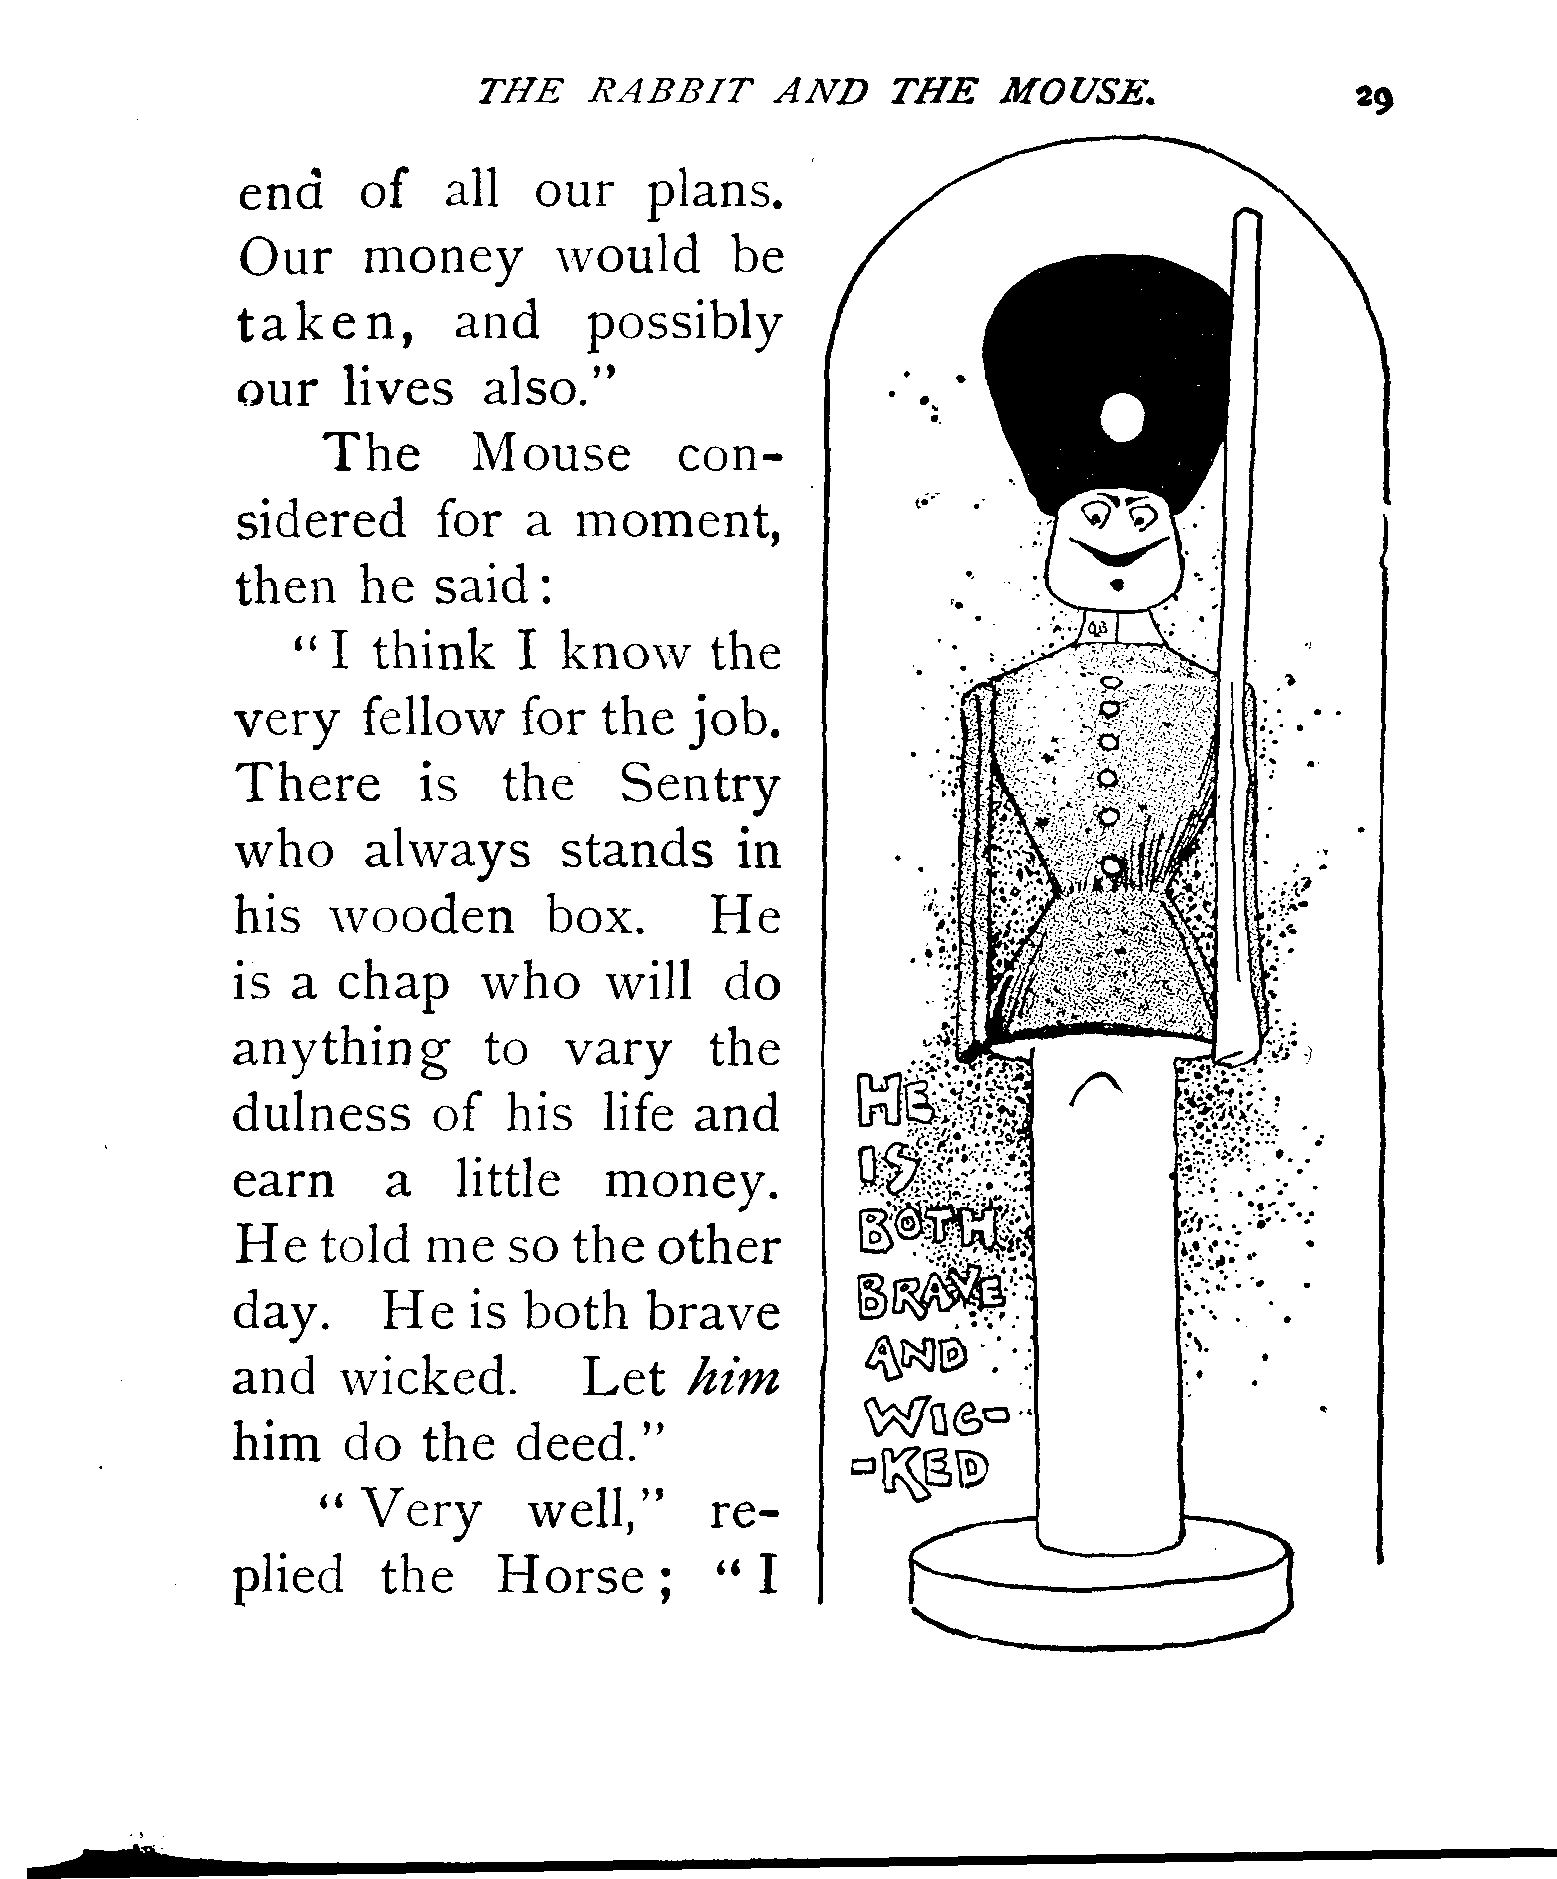 THE RABBIT AND THE MOUSE. 29
end of all our plans.
Our money would be
taken, and possibly
our lives also."
The Mouse con-
sidered for a moment,
then he said:
"I think I know the
very fellow for the job.
There is the Sentry
who always stands in
his wooden box. He
is a chap who will do
anything to vary the
dulness of his life and
earn a little money.
He told me so the other
day. He is both brave
and wicked. Let him
him do the deed."
"Very well," re-
plied the Horse; "I
HE
IS
BOTH
BRAVE
AND
WIC-
-KED